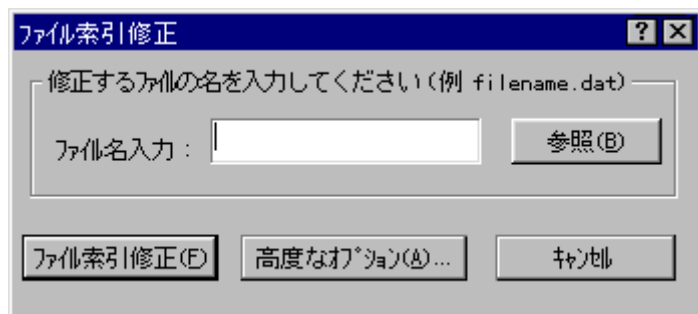 ファイル索引修正
修正するファイルの名を入力してください(例 filename.dat)
ファイル名入力：
参照(B)
ファイル索引修正(F)
高度なオプション(A)...
キャンセル